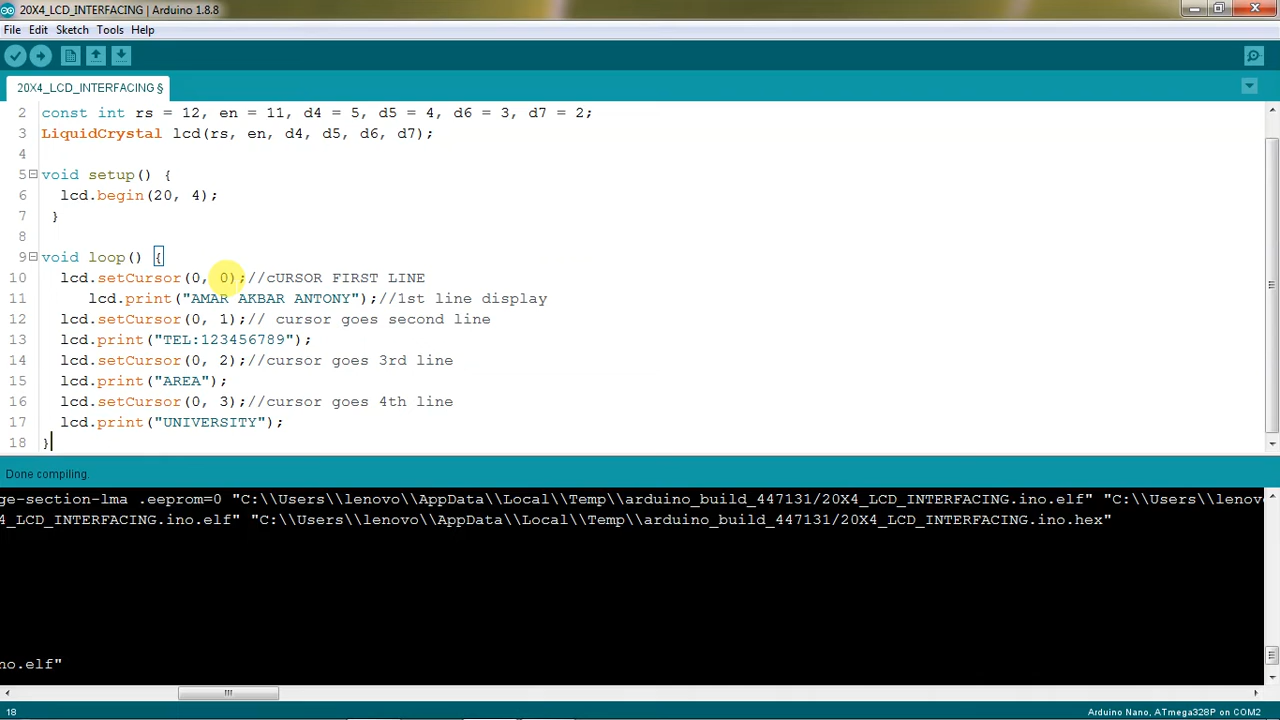 20X4_LCD_INTERFACING | Arduino 1.8.8
File Edit Sketch Tools Help
20X4_LCD_INTERFACING §
2 const int rs = 12, en = 11, d4 = 5, d5 = 4, d6 = 3, d7 = 2;
3 LiquidCrystal lcd(rs, en, d4, d5, d6, d7);
4
5 void setup() {
6 lcd.begin(20, 4);
7 }
8
9 void loop() {
10 lcd.setCursor(0, 0);//cURSOR FIRST LINE
11 lcd.print("AMAR AKBAR ANTONY");//1st line display
12 lcd.setCursor(0, 1);// cursor goes second line
13 lcd.print("TEL:123456789");
14 lcd.setCursor(0, 2);//cursor goes 3rd line
15 lcd.print("AREA");
16 lcd.setCursor(0, 3);//cursor goes 4th line
17 lcd.print("UNIVERSITY");
18 }
Done compiling.
ge-section-lma .eeprom=0 "C:\\Users\\lenovo\\AppData\\Local\\Temp\\arduino_build_447131/20X4_LCD_INTERFACING.ino.elf" "C:\\Users\\lenovo
4_LCD_INTERFACING.ino.elf" "C:\\Users\\lenovo\\AppData\\Local\\Temp\\arduino_build_447131/20X4_LCD_INTERFACING.ino.hex"
no.elf"
18 Arduino Nano, ATmega328P on COM2